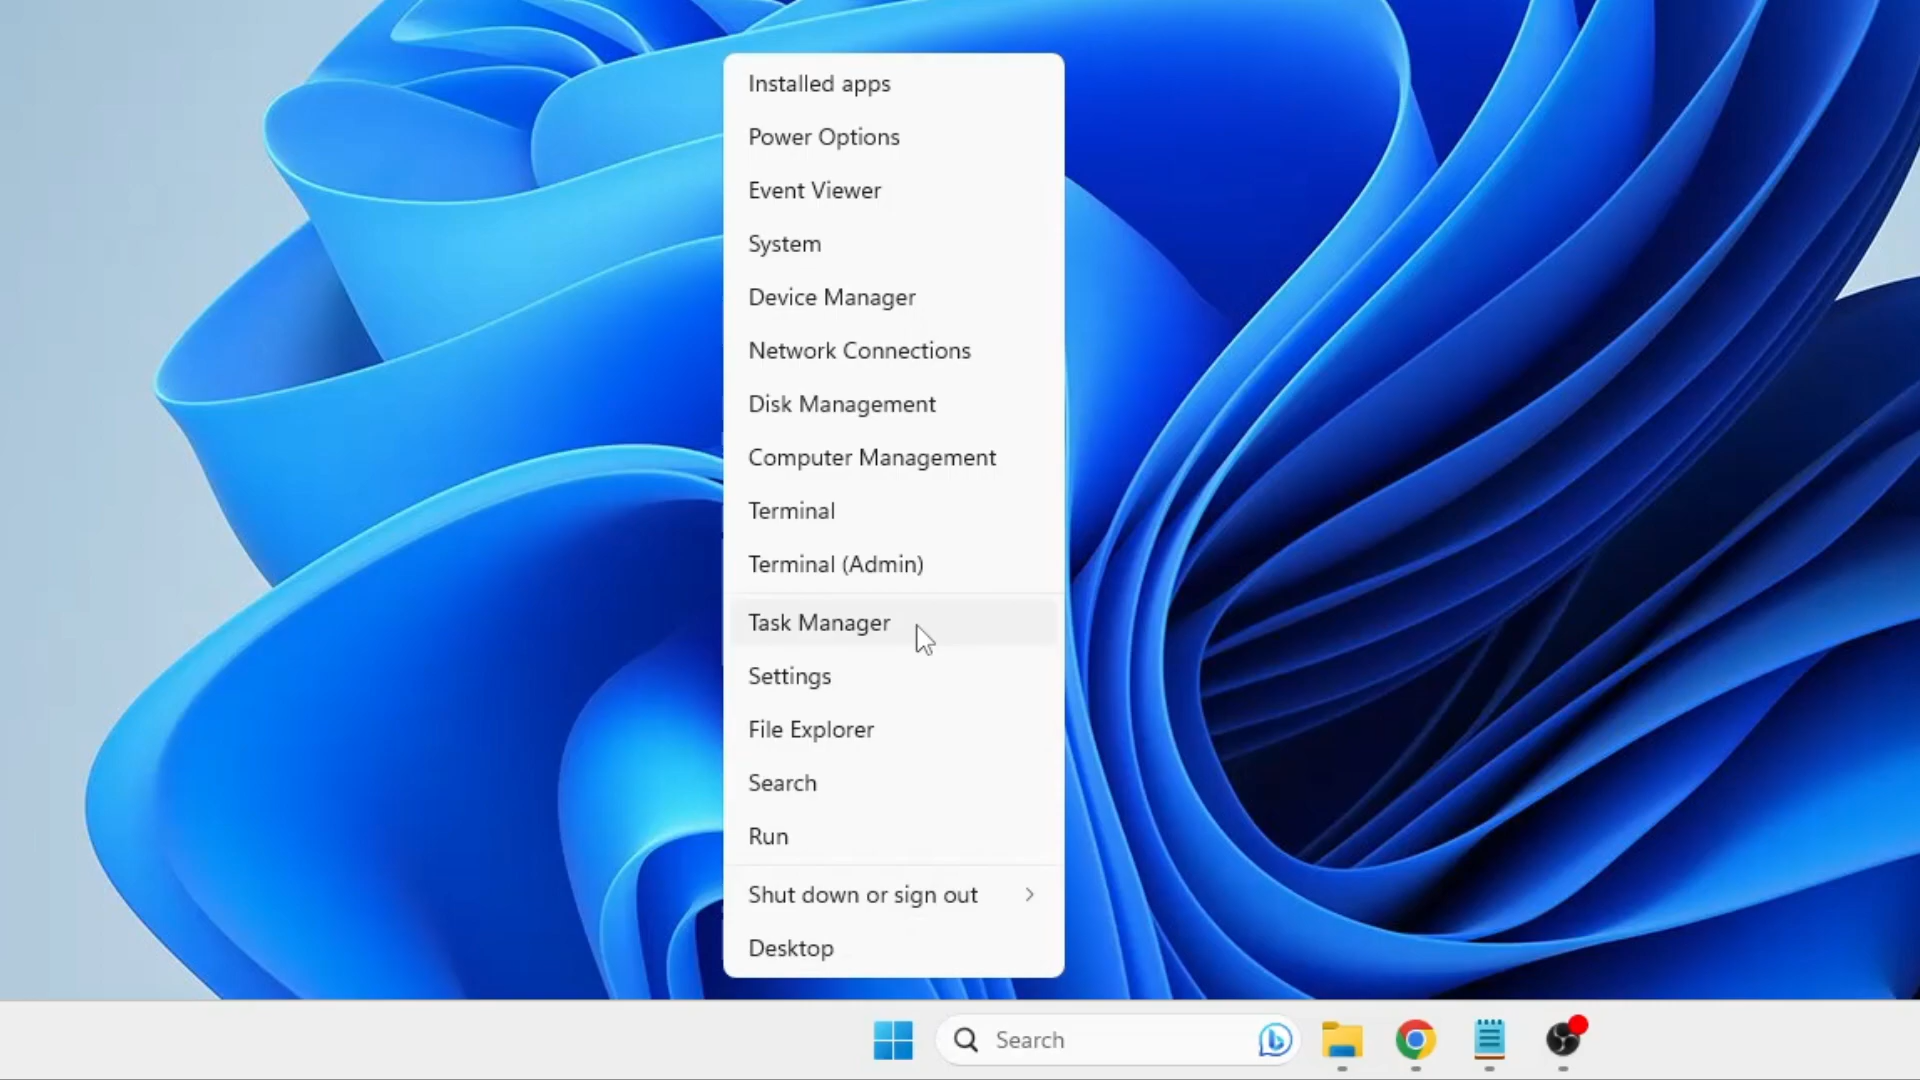 Installed apps
Power Options
Event Viewer
System
Device Manager
Network Connections
Disk Management
Computer Management
Terminal
Terminal (Admin)
Task Manager
Settings
File Explorer
Search
Run
Shut down or sign out
Desktop
Search